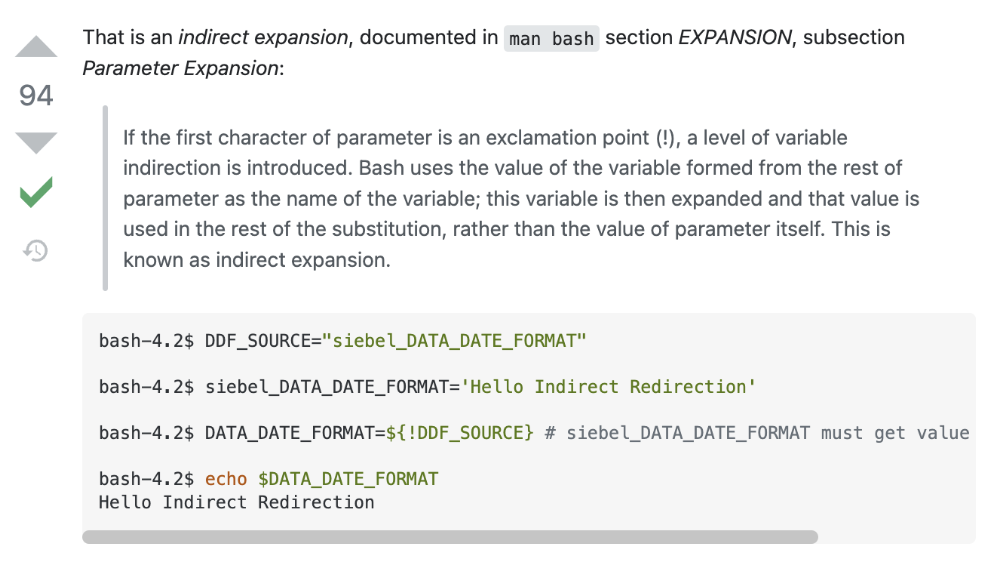 That is an indirect expansion, documented in man bash section EXPANSION, subsection
Parameter Expansion:
94
If the first character of parameter is an exclamation point (!), a level of variable
indirection is introduced. Bash uses the value of the variable formed from the rest of
parameter as the name of the variable; this variable is then expanded and that value is
used in the rest of the substitution, rather than the value of parameter itself. This is
known as indirect expansion.
bash-4.2$ DDF_SOURCE="siebel_DATA_DATE_FORMAT"
bash-4.2$ siebel_DATA_DATE_FORMAT='Hello Indirect Redirection'
bash-4.2$ DATA_DATE_FORMAT=${!DDF_SOURCE} # siebel_DATA_DATE_FORMAT must get value
bash-4.2$ echo $DATA_DATE_FORMAT
Hello Indirect Redirection